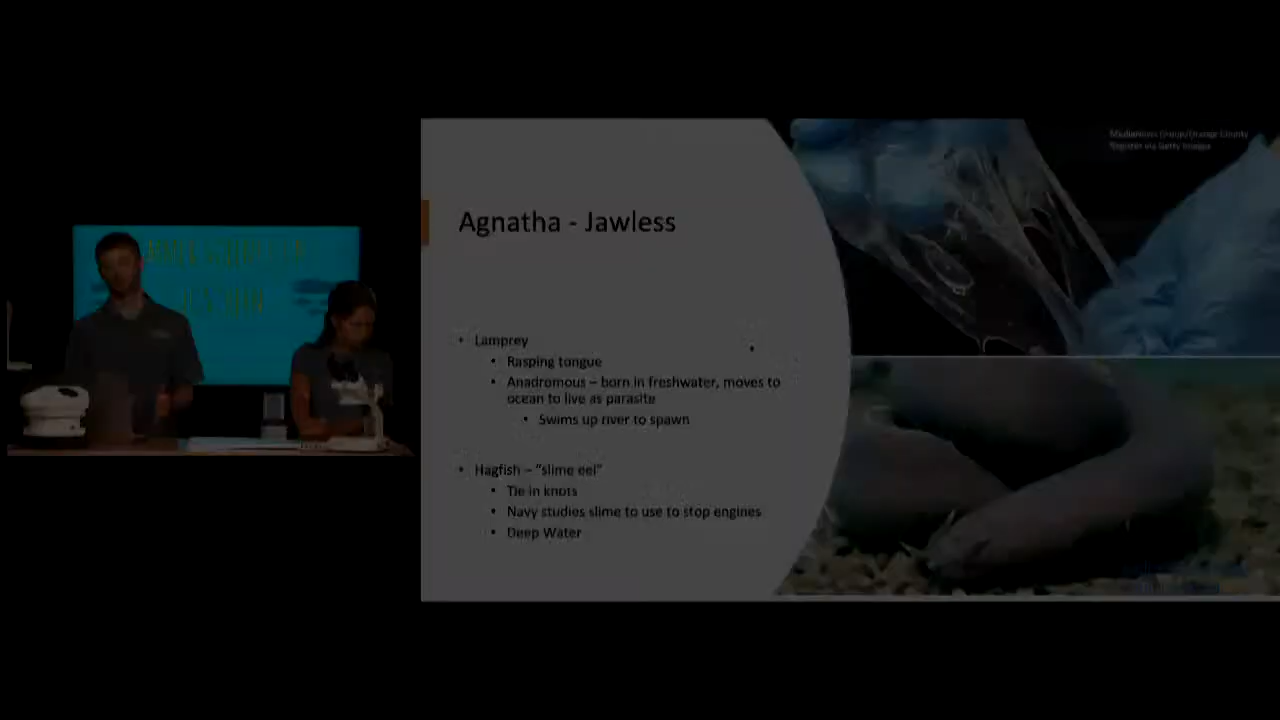 MediaNews Group/Orange County
Register via Getty Images
Agnatha - Jawless
• Lamprey
• Rasping tongue
• Anadromous – born in freshwater, moves to
ocean to live as parasite
• Swims up river to spawn
• Hagfish – "slime eel"
• Tie in knots
• Navy studies slime to use to stop engines
• Deep Water